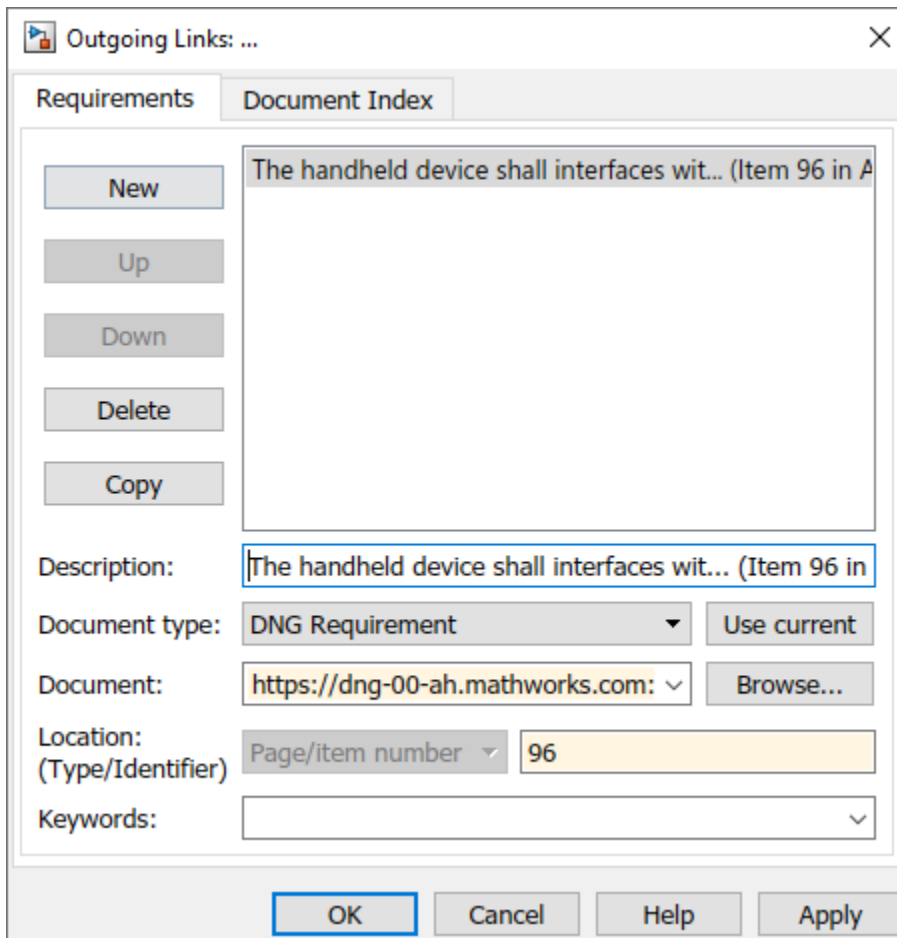 Outgoing Links: ...
Requirements
Document Index
New
Up
Down
Delete
Copy
The handheld device shall interfaces wit... (Item 96 in A
Description:
The handheld device shall interfaces wit... (Item 96 in
Document type:
DNG Requirement
Use current
Document:
https://dng-00-ah.mathworks.com:
Browse...
Location:
(Type/Identifier)
Page/item number
96
Keywords:
OK
Cancel
Help
Apply